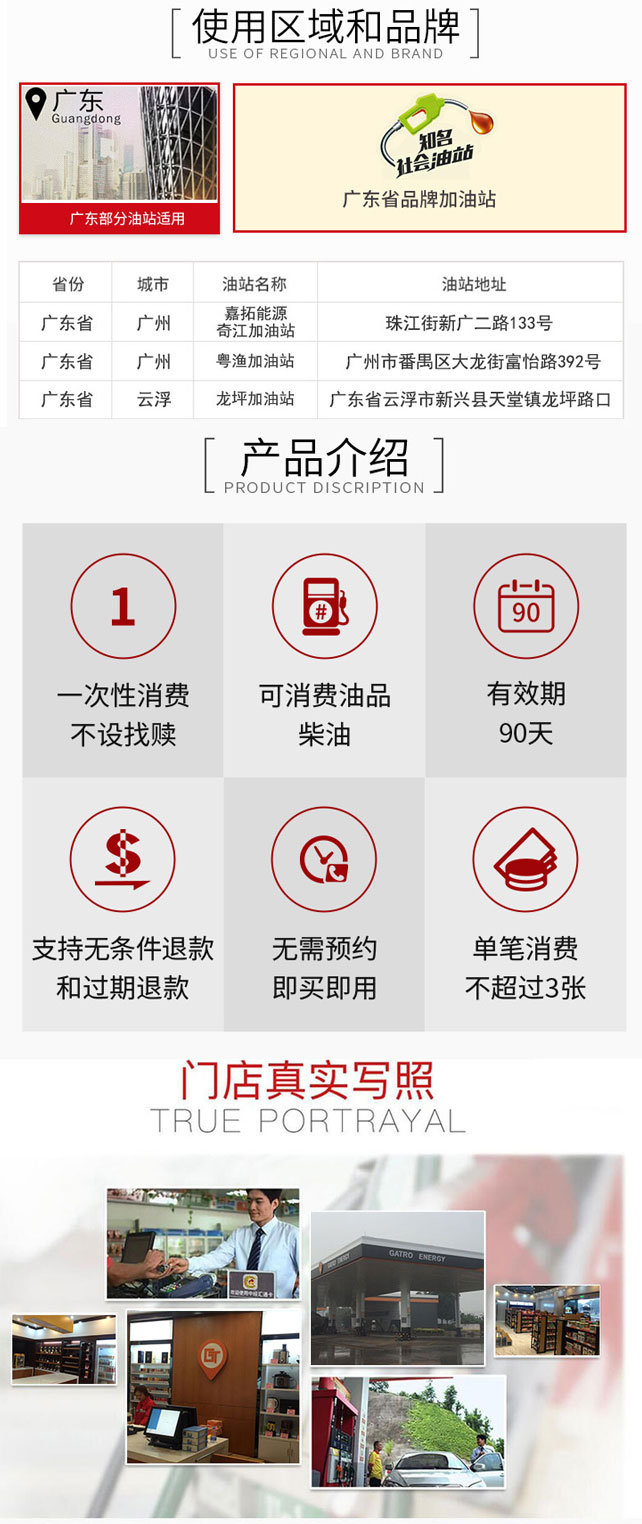 使用区域和品牌
USE OF REGIONAL AND BRAND
广东
Guangdong
广东部分油站适用
知名
社会油站
广东省品牌加油站
省份 城市 油站名称 油站地址
广东省 广州 嘉拓能源 奇江加油站 珠江街新广二路133号
广东省 广州 粤渔加油站 广州市番禺区大龙街富怡路392号
广东省 云浮 龙坪加油站 广东省云浮市新兴县天堂镇龙坪路口
产品介绍
PRODUCT DISCRIPTION
1
一次性消费
不设找赎
#
可消费油品
柴油
90
有效期
90天
$
支持无条件退款
和过期退款
无需预约
即买即用
单笔消费
不超过3张
门店真实写照
TRUE PORTRAYAL
GATRO ENERGY